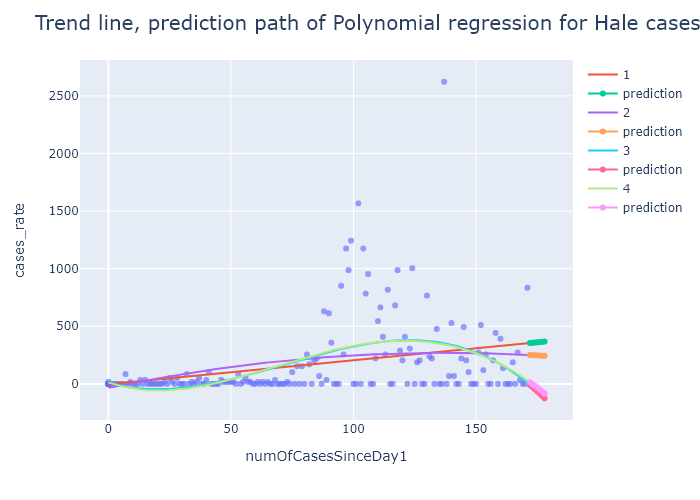 Trend line, prediction path of Polynomial regression for Hale cases
2500
2000
1500
1000
500
0
cases_rate
0
50
100
150
numOfCasesSinceDay1
1
prediction
2
prediction
3
prediction
4
prediction